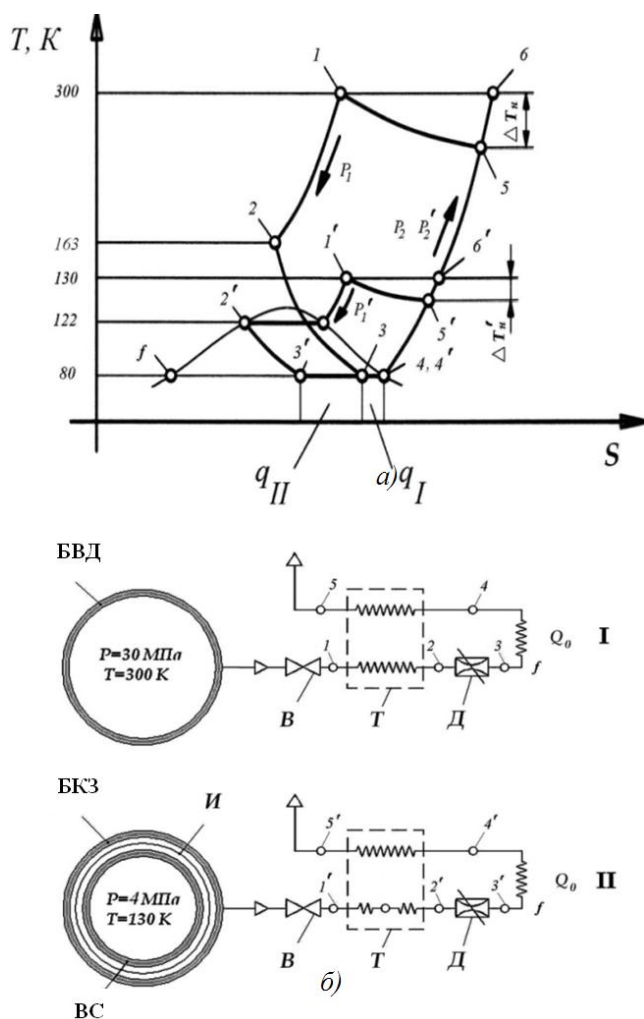 T, К
300
163
130
122
80
1
6
5
2
1′
6′
5′
2′
3′
3
4, 4′
f
P₁
P₂ P₂′
P₁′
△Tн
△Tн′
S
qII
а)
qI
БВД
P=30 МПа
T=300 К
В
1
Т
2
Д
3
f
5
4
Q₀
I
БКЗ
И
P=4 МПа
T=130 К
ВС
В
1′
Т
2′
Д
3′
f
5′
4′
Q₀
II
б)